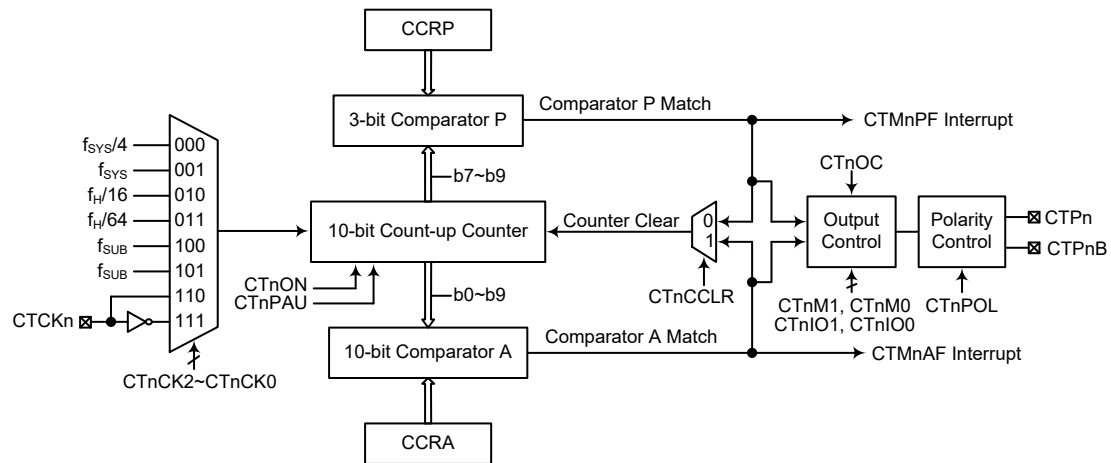 CCRP
3-bit Comparator P
Comparator P Match
CTMnPF Interrupt
b7~b9
fSYS/4
000
fSYS
001
fH/16
010
fH/64
011
fSUB
100
fSUB
101
110
CTCKn
111
CTnCK2~CTnCK0
10-bit Count-up Counter
Counter Clear
0
1
CTnCCLR
CTnON
CTnPAU
b0~b9
CTnOC
Output
Control
CTnM1, CTnM0
CTnIO1, CTnIO0
Polarity
Control
CTnPOL
CTPn
CTPnB
10-bit Comparator A
Comparator A Match
CTMnAF Interrupt
CCRA